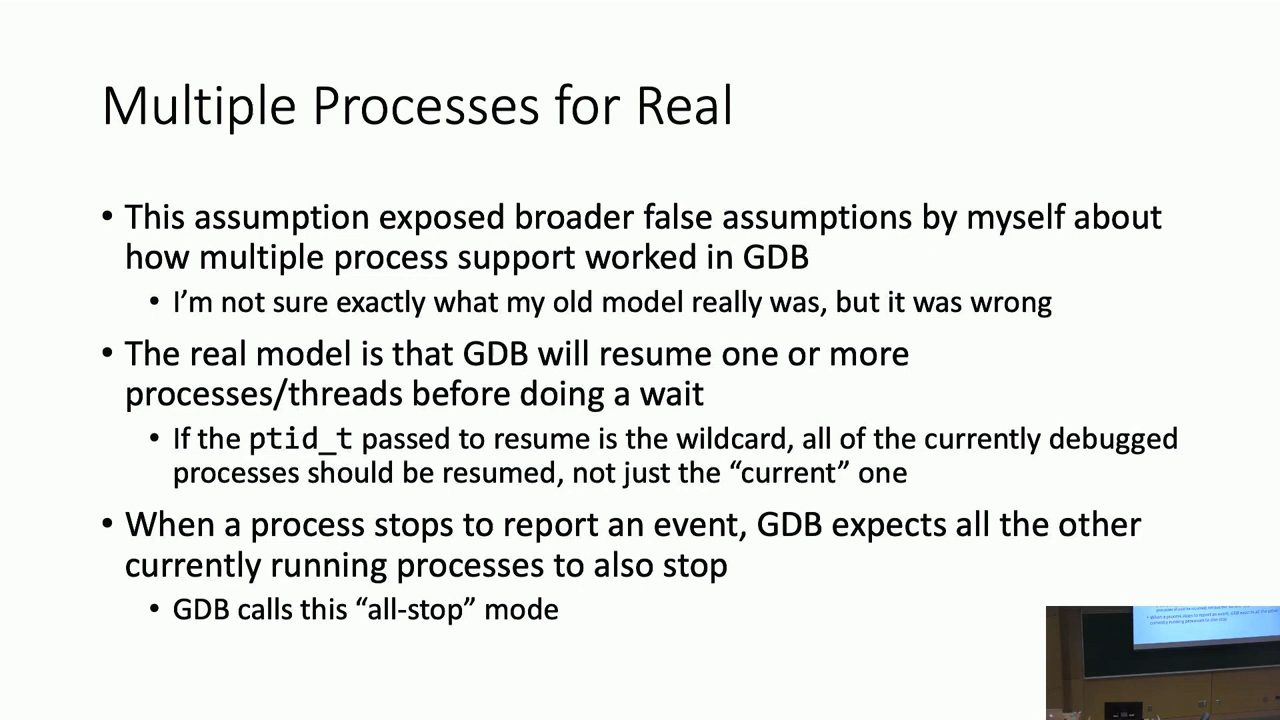 Multiple Processes for Real
• This assumption exposed broader false assumptions by myself about
how multiple process support worked in GDB
• I’m not sure exactly what my old model really was, but it was wrong
• The real model is that GDB will resume one or more
processes/threads before doing a wait
• If the ptid_t passed to resume is the wildcard, all of the currently debugged
processes should be resumed, not just the “current” one
• When a process stops to report an event, GDB expects all the other
currently running processes to also stop
• GDB calls this “all-stop” mode